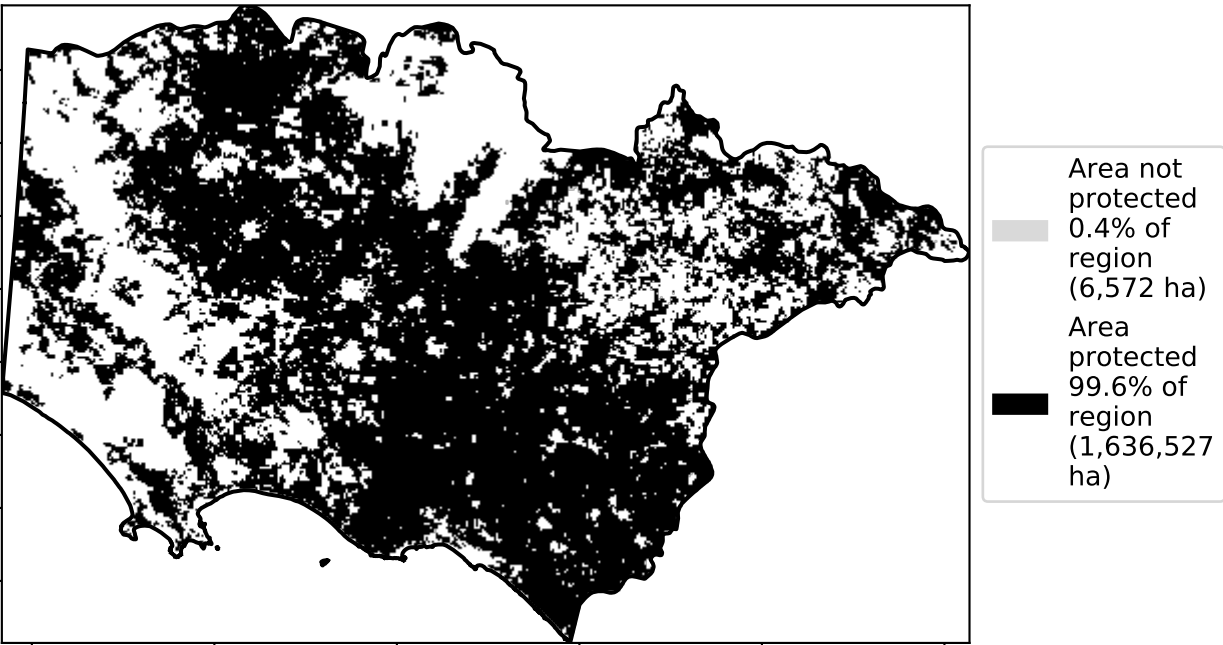 Area not
protected
0.4% of
region
(6,572 ha)
Area
protected
99.6% of
region
(1,636,527
ha)